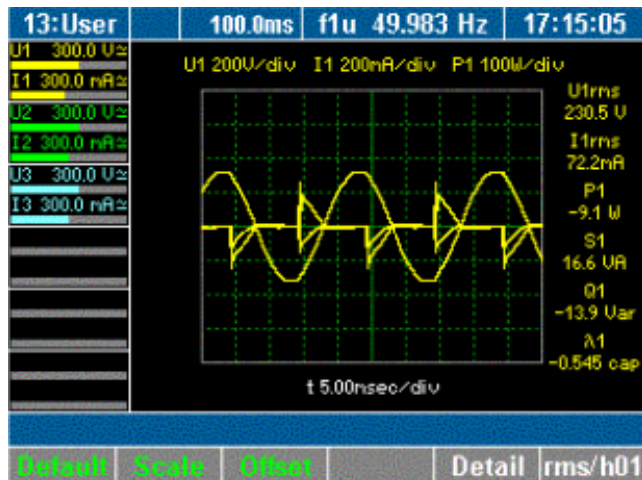 13:User 100.0ms f1u 49.983 Hz 17:15:05
U1 300.0 V≃
I1 300.0 mA≃
U2 300.0 V≃
I2 300.0 mA≃
U3 300.0 V≃
I3 300.0 mA≃
U1 200V/div I1 200mA/div P1 100W/div
U1rms
230.5 V
I1rms
72.2mA
P1
-9.1 W
S1
16.6 VA
Q1
-13.9 Var
λ1
-0.545 cap
t 5.00msec/div
Default Scale Offset Detail rms/h01